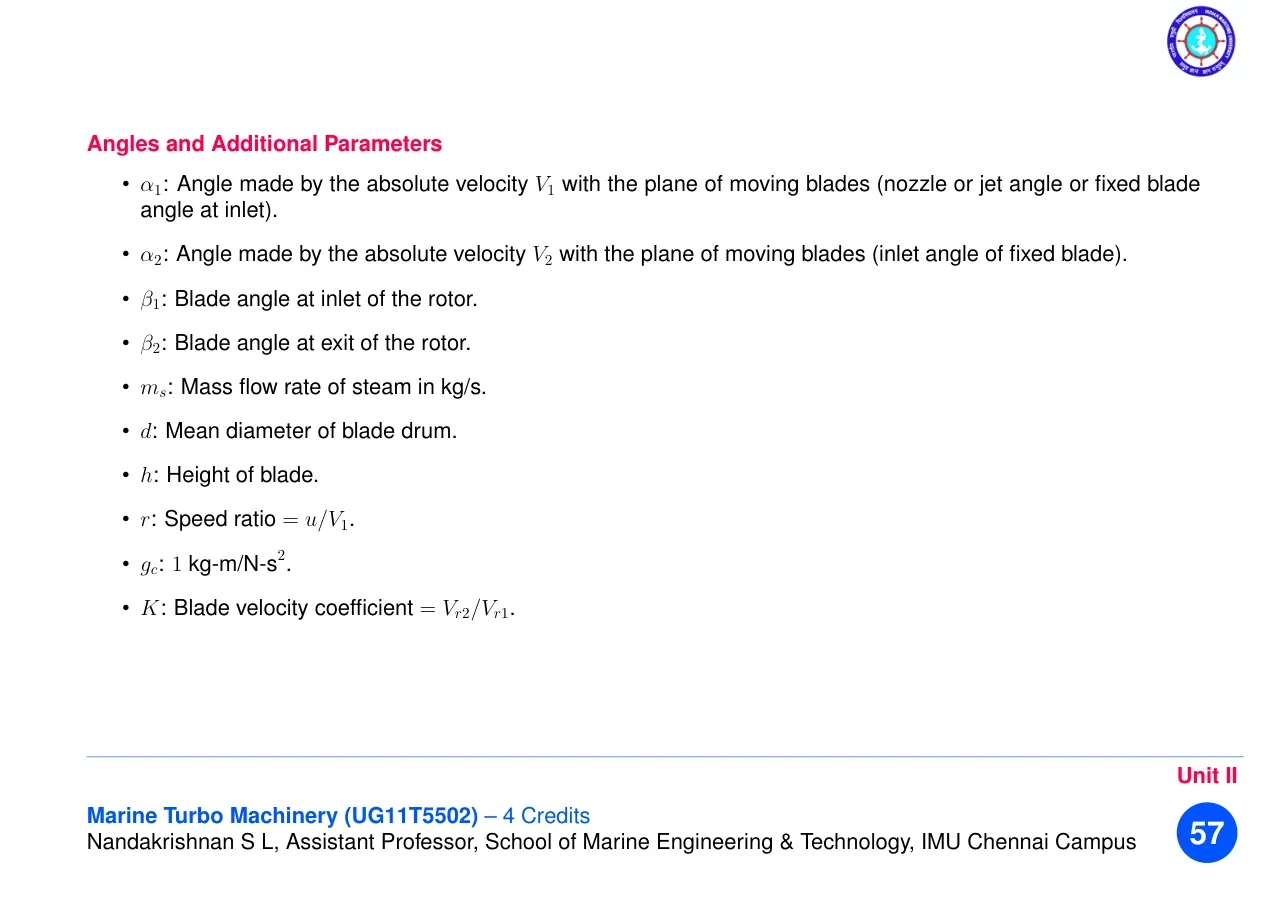 Angles and Additional Parameters
• α₁: Angle made by the absolute velocity V₁ with the plane of moving blades (nozzle or jet angle or fixed blade
angle at inlet).
• α₂: Angle made by the absolute velocity V₂ with the plane of moving blades (inlet angle of fixed blade).
• β₁: Blade angle at inlet of the rotor.
• β₂: Blade angle at exit of the rotor.
• mₛ: Mass flow rate of steam in kg/s.
• d: Mean diameter of blade drum.
• h: Height of blade.
• r: Speed ratio = u/V₁.
• g_c: 1 kg-m/N-s².
• K: Blade velocity coefficient = Vᵣ₂/Vᵣ₁.
Unit II
Marine Turbo Machinery (UG11T5502) – 4 Credits
Nandakrishnan S L, Assistant Professor, School of Marine Engineering & Technology, IMU Chennai Campus
57